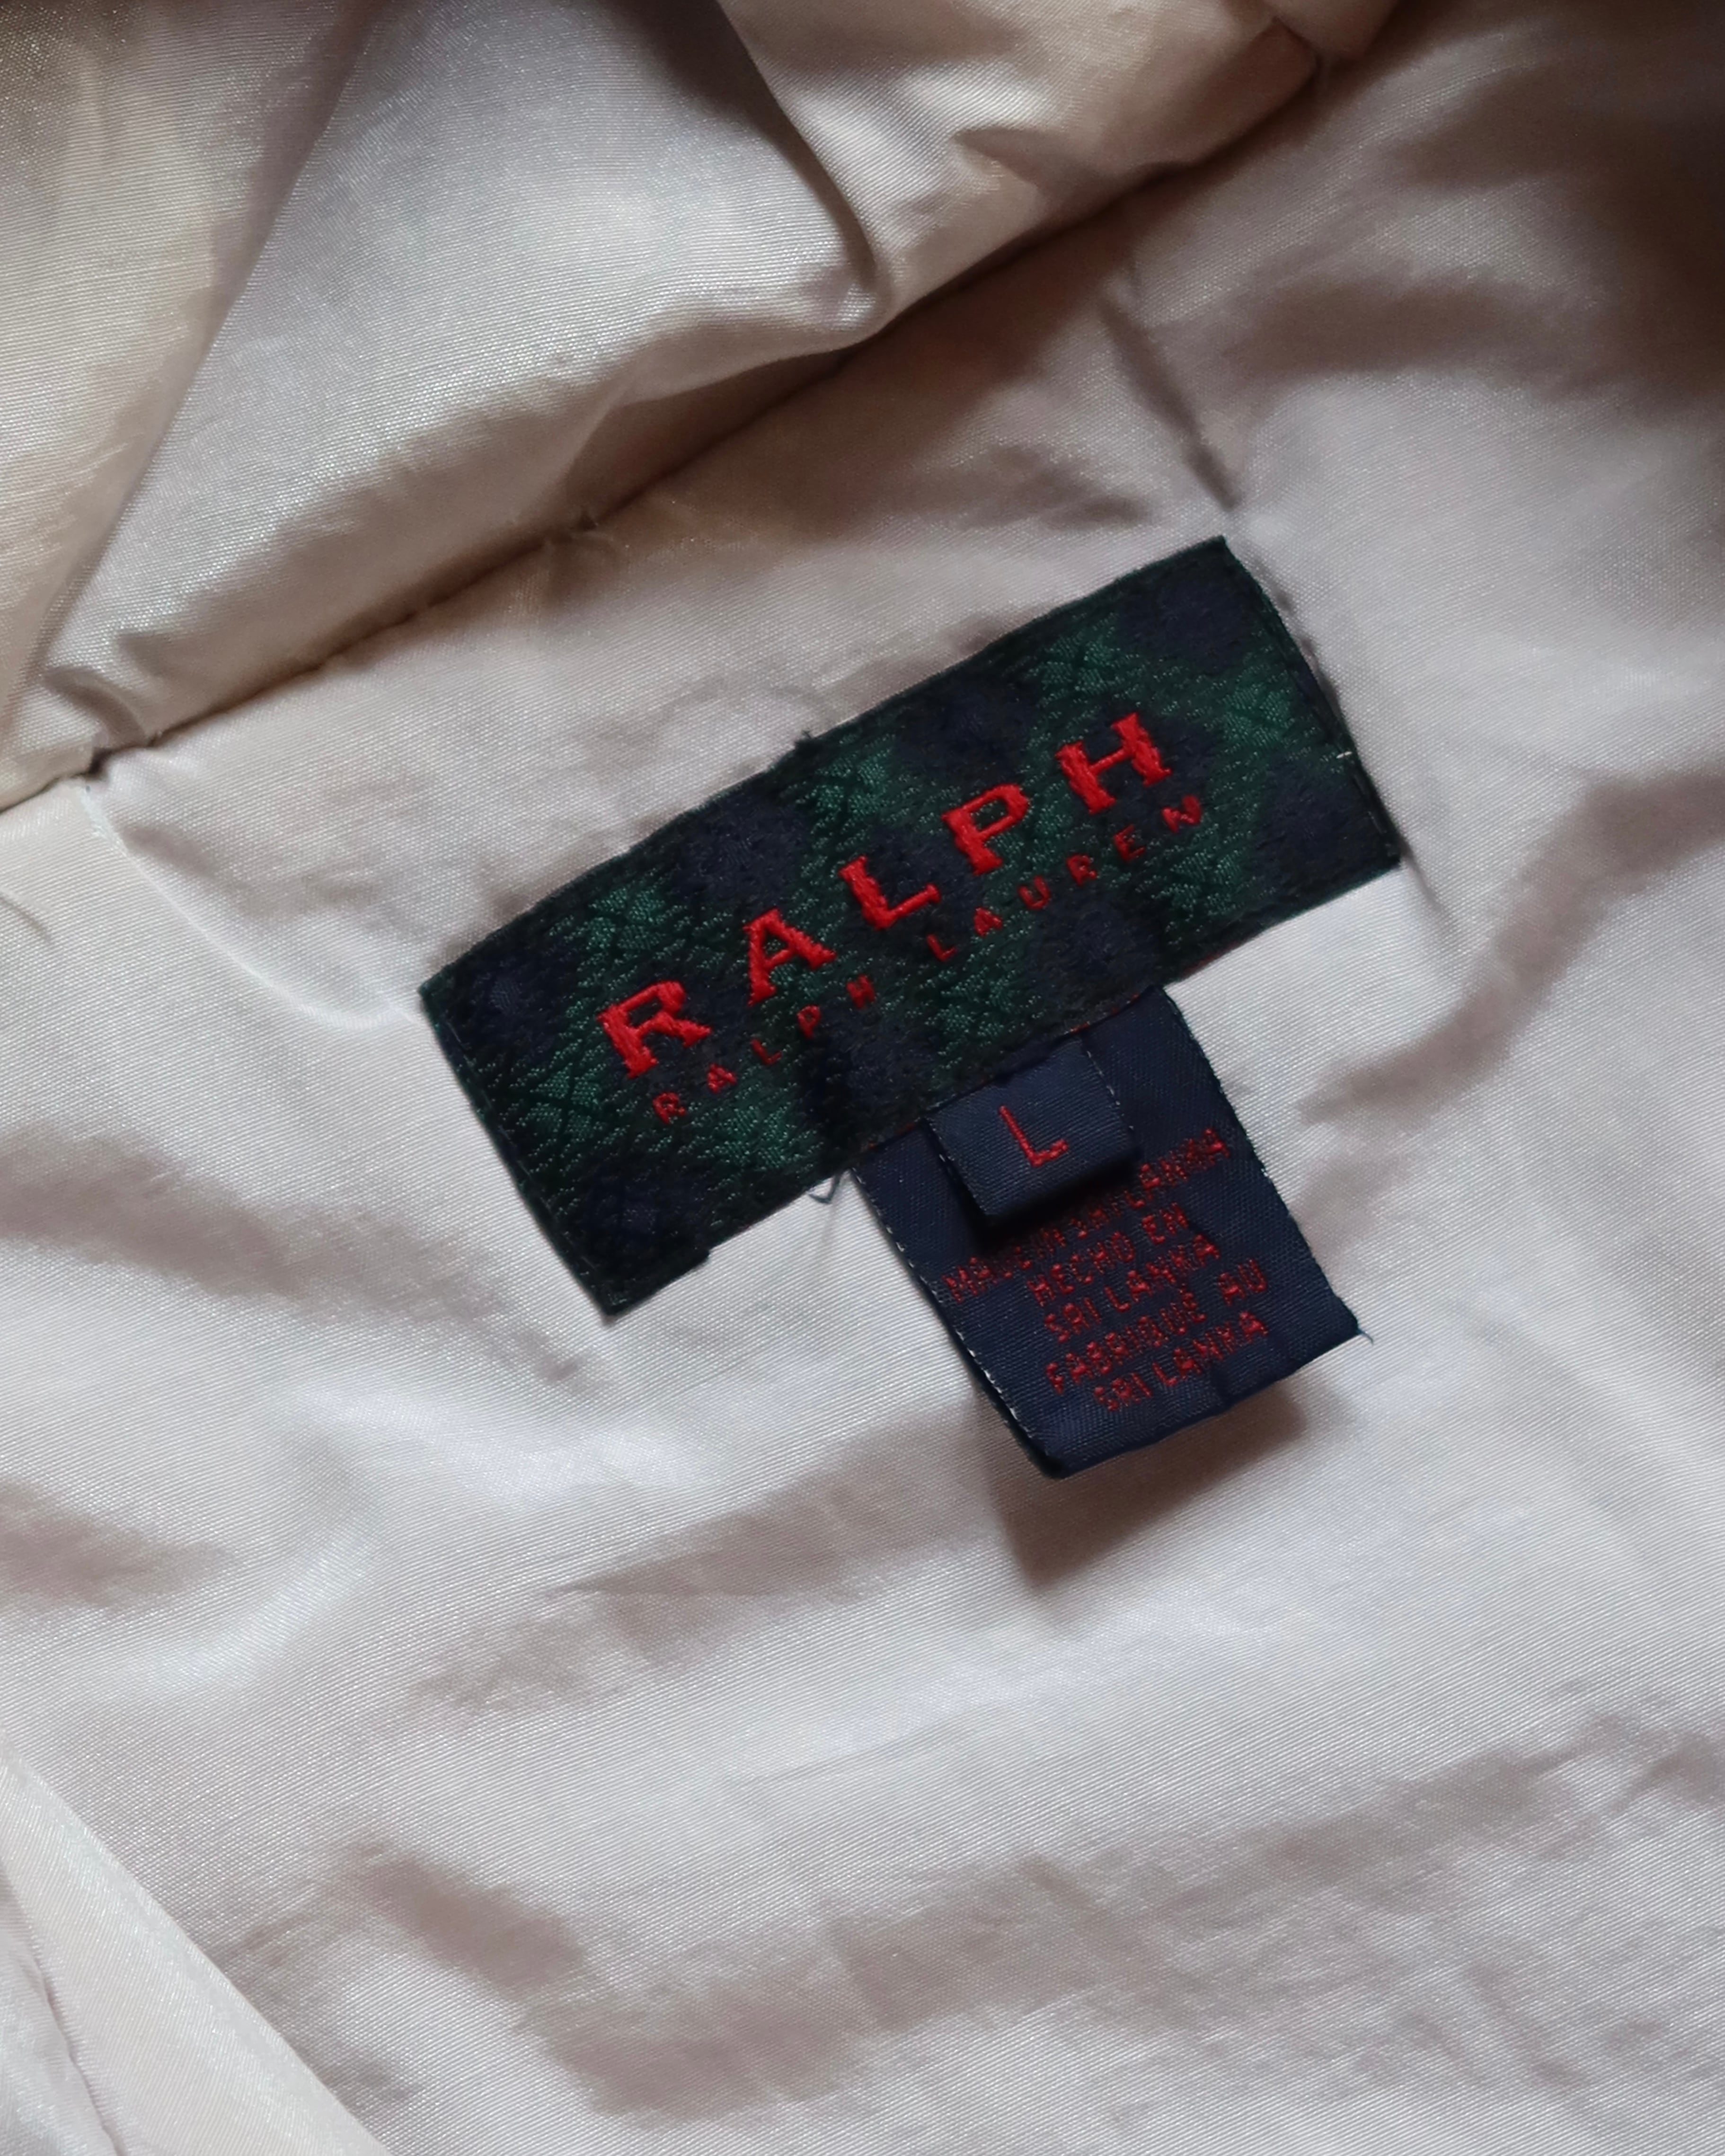 RALPH
RALPH LAUREN
L
MADE IN SRI LANKA
HECHO EN
SRI LANKA
FABRIQUE AU
SRI LANKA